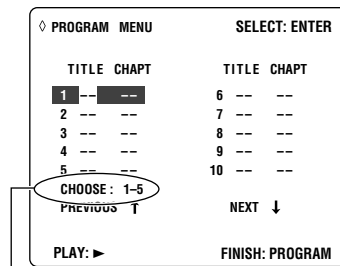 ◊ PROGRAM MENU SELECT: ENTER
TITLE CHAPT TITLE CHAPT
1 -- -- 6 -- --
2 -- -- 7 -- --
3 -- -- 8 -- --
4 -- -- 9 -- --
5 -- -- 10 -- --
CHOOSE : 1–5
PREVIOUS ↑ NEXT ↓
PLAY: ► FINISH: PROGRAM